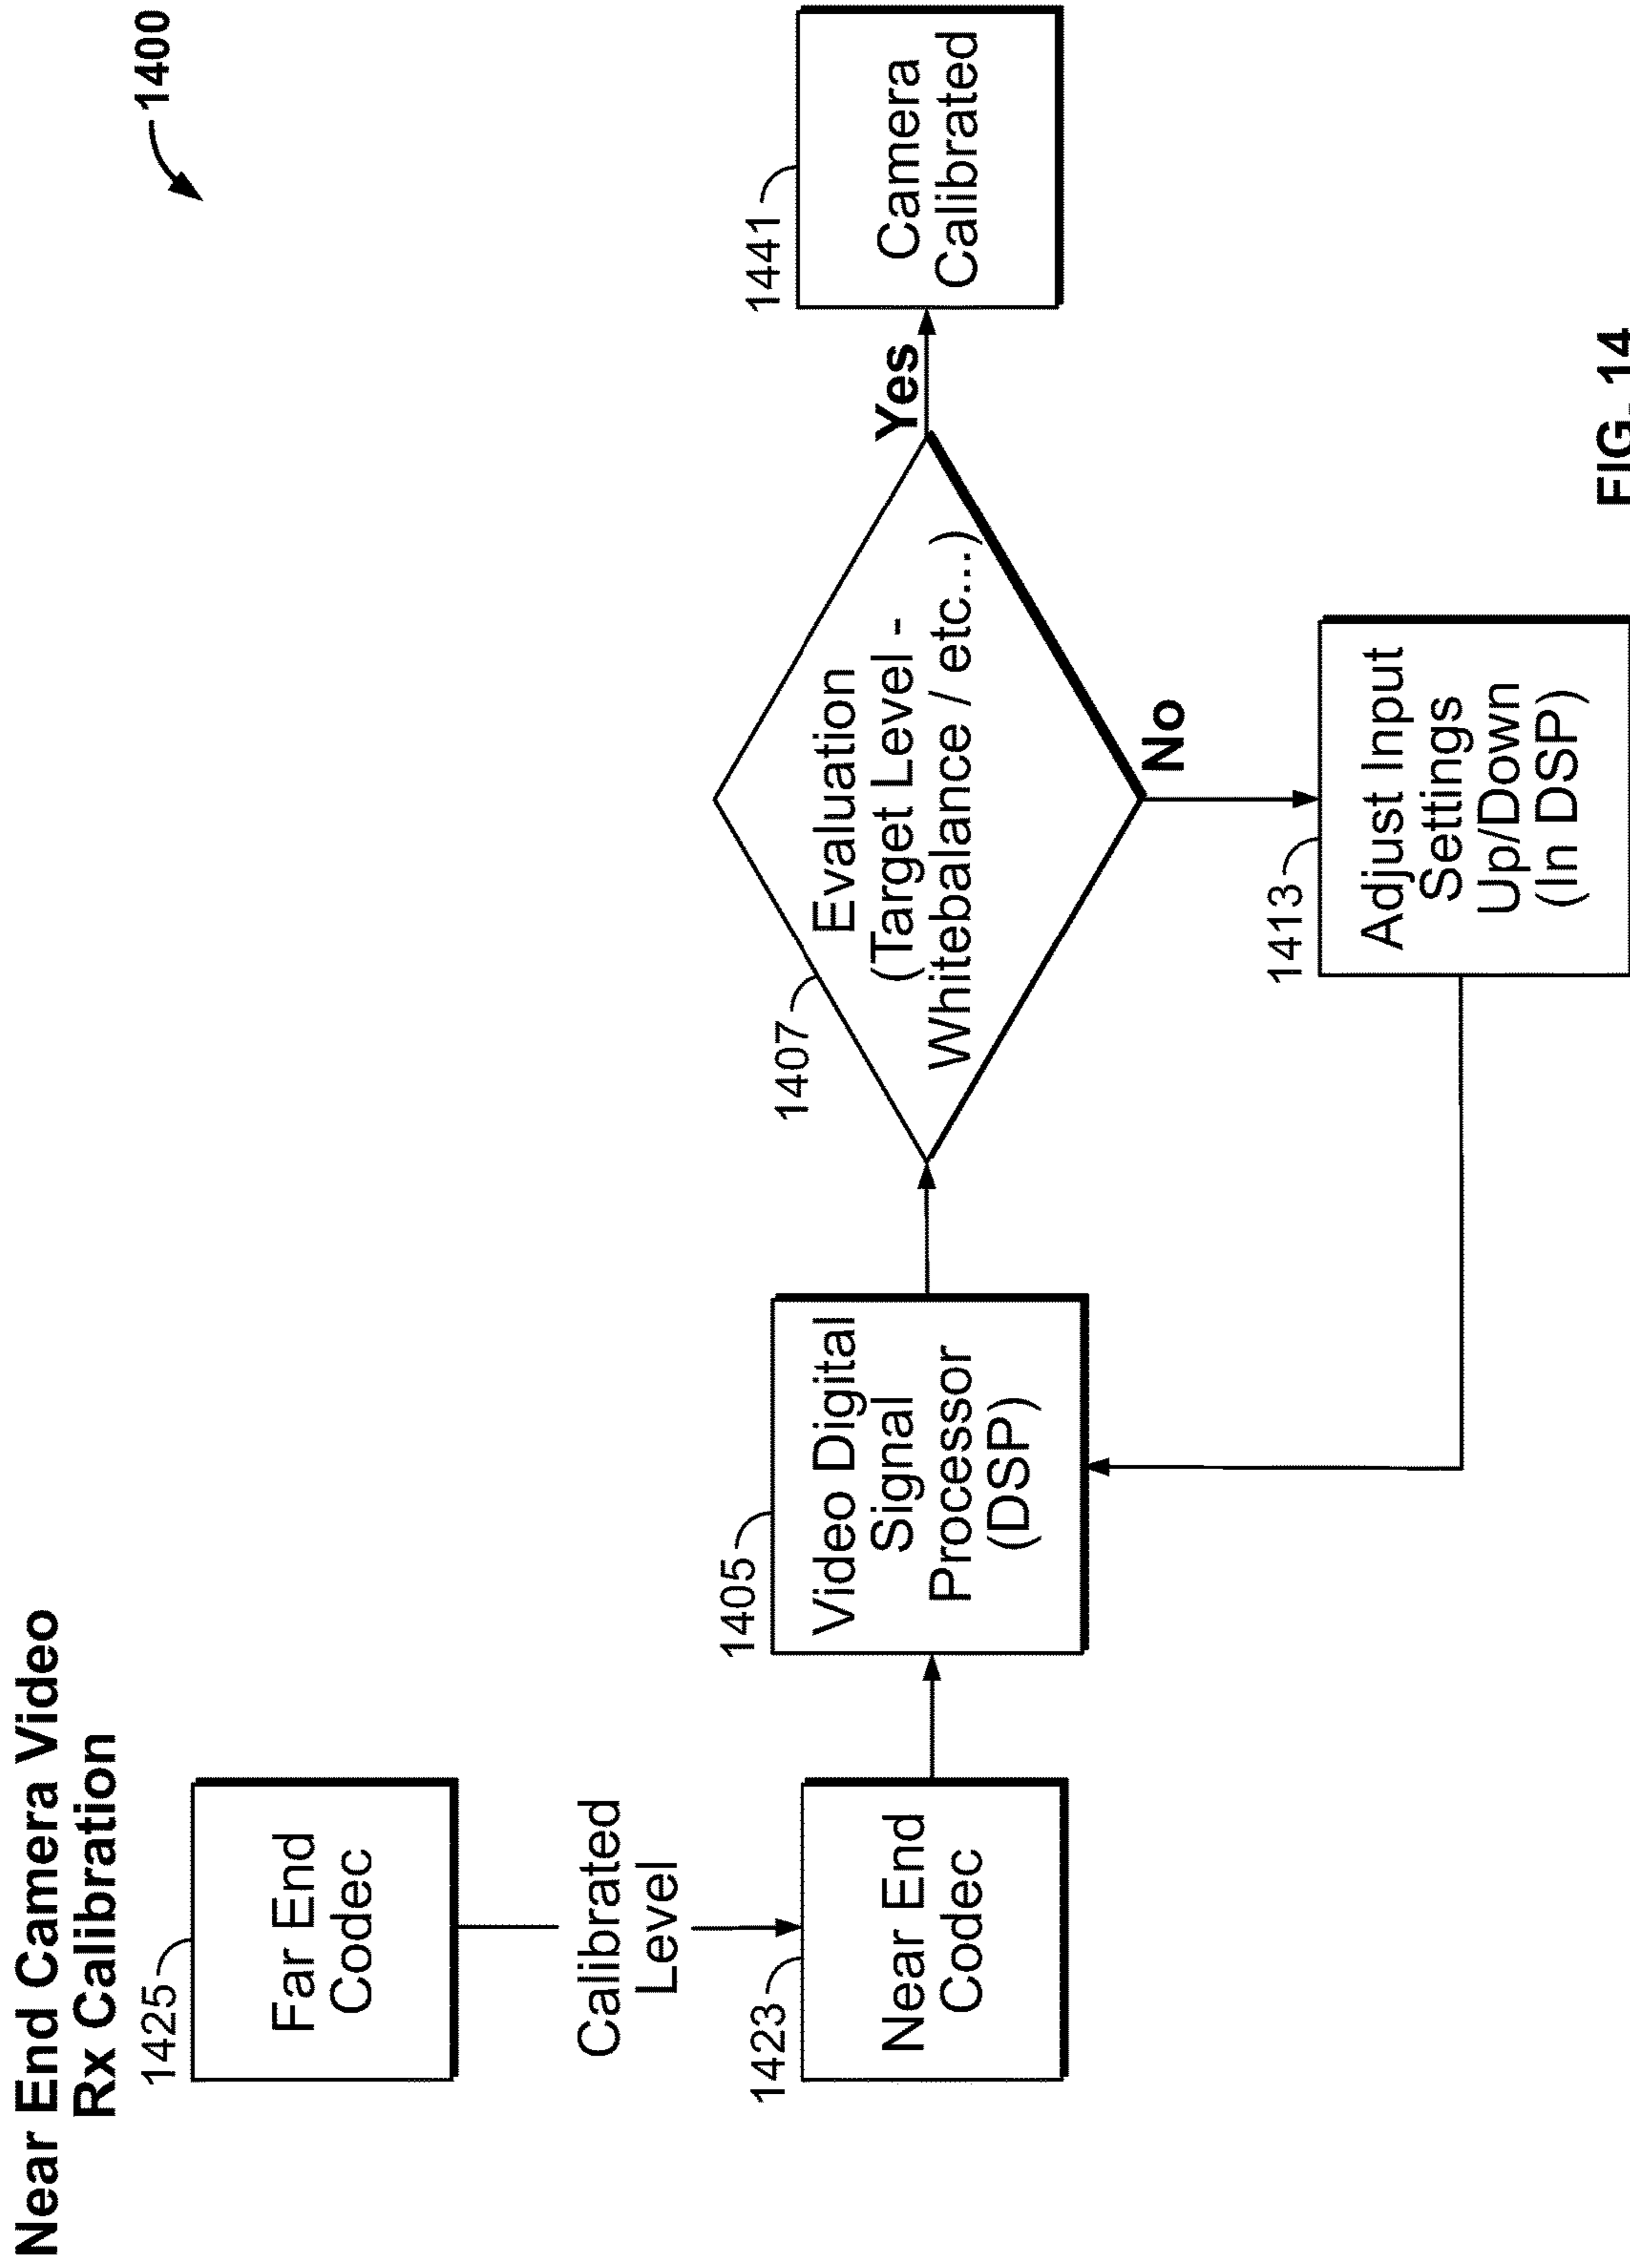 Near End Camera Video
Rx Calibration
1400
1425
Far End
Codec
Calibrated
Level
1423
Near End
Codec
1405
Video Digital
Signal
Processor
(DSP)
1407
Evaluation
(Target Level -
Whitebalance / etc...)
Yes
1441
Camera
Calibrated
No
1413
Adjust Input
Settings
Up/Down
(In DSP)
FIG. 14